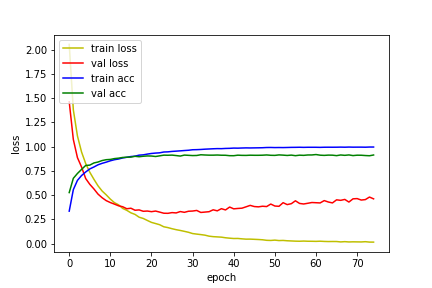 train loss
val loss
train acc
val acc
2.00
1.75
1.50
1.25
1.00
0.75
0.50
0.25
0.00
loss
0 10 20 30 40 50 60 70
epoch